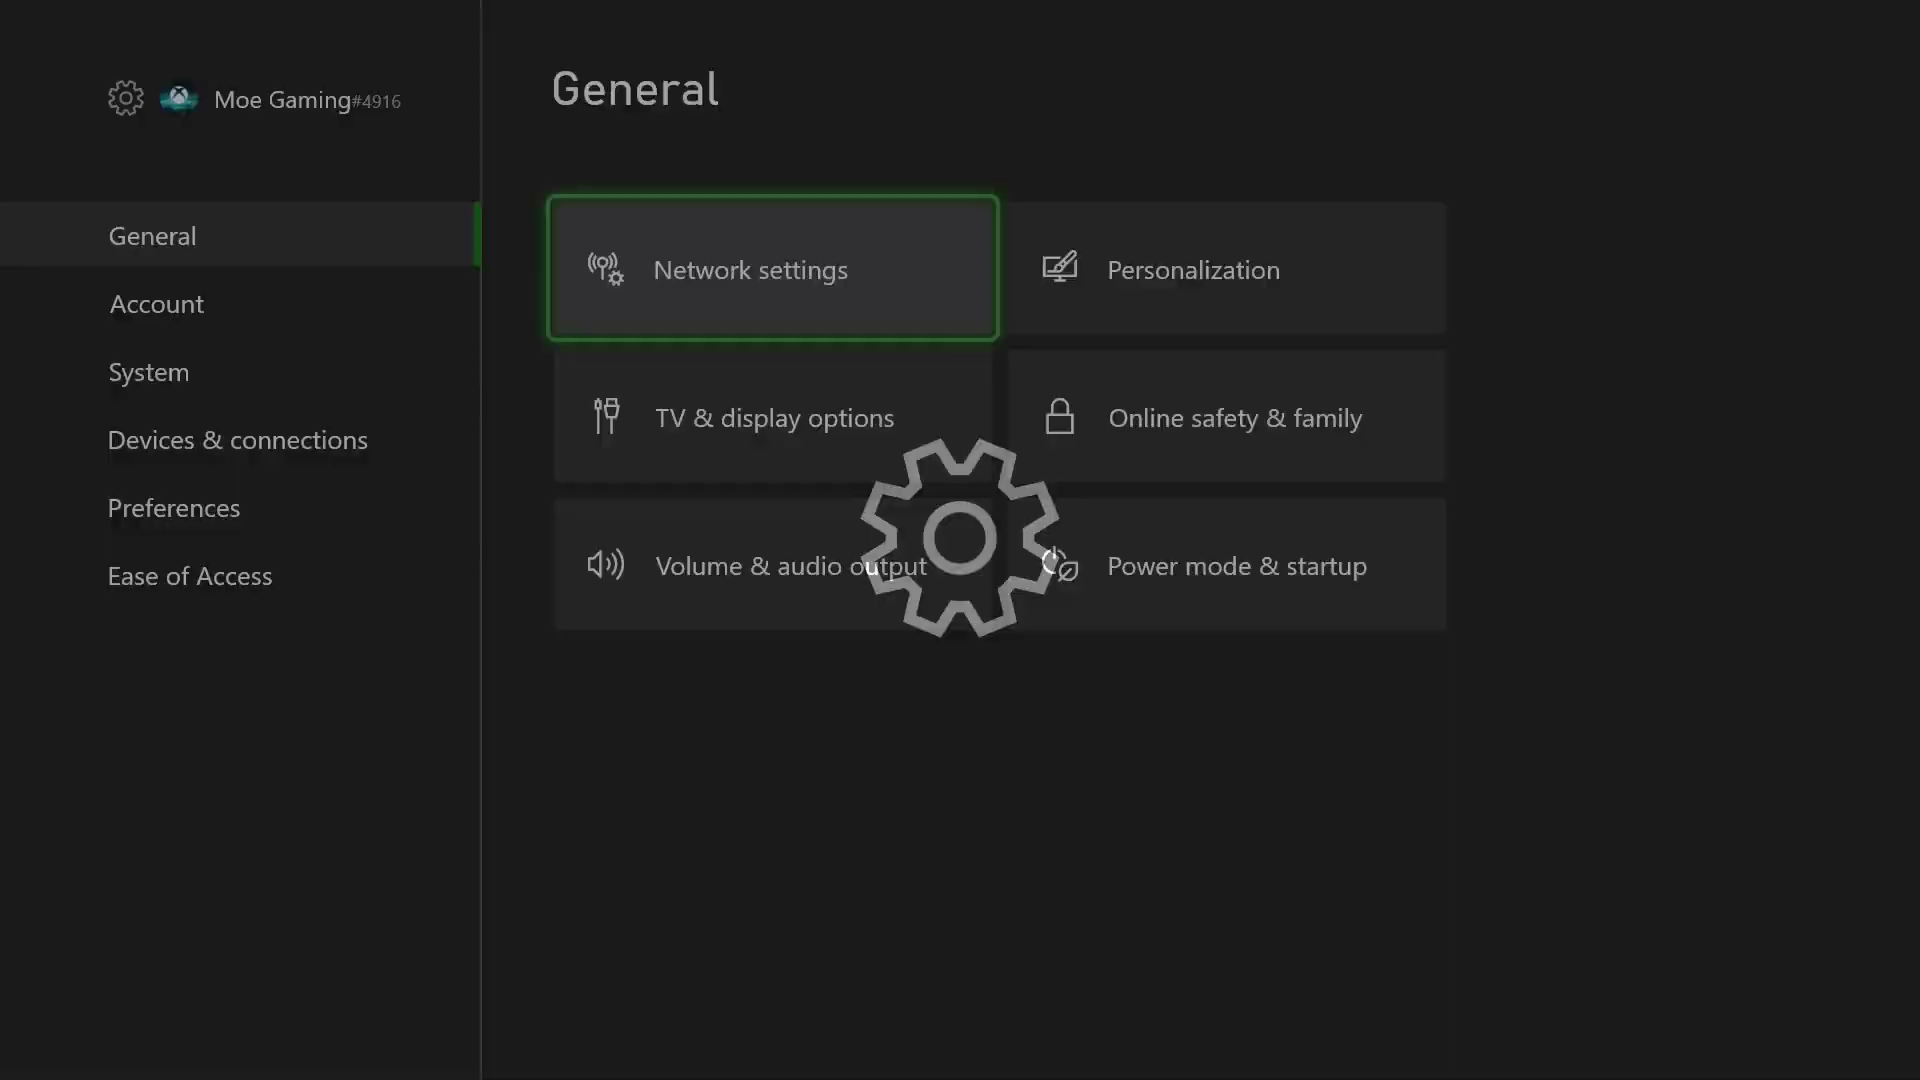 Moe Gaming#4916
General
Account
System
Devices & connections
Preferences
Ease of Access
General
Network settings
Personalization
TV & display options
Online safety & family
Volume & audio output
Power mode & startup